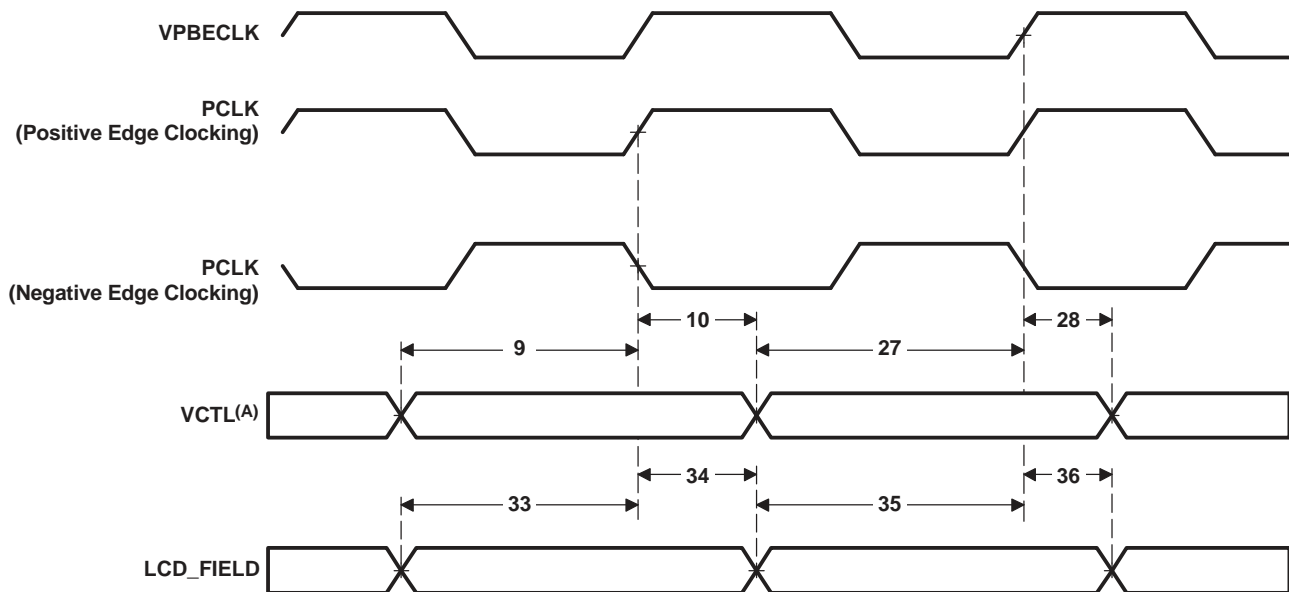 VPBECLK
PCLK
(Positive Edge Clocking)
PCLK
(Negative Edge Clocking)
10
28
9
27
VCTL(A)
34
36
33
35
LCD_FIELD